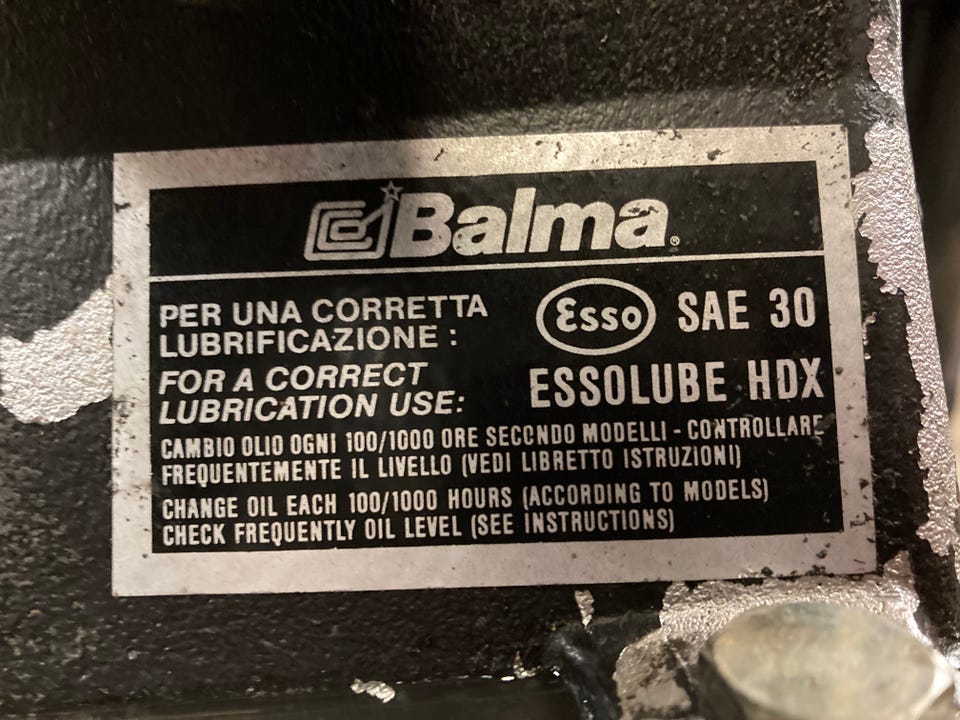 Balma®
PER UNA CORRETTA
LUBRIFICAZIONE :
Esso SAE 30
FOR A CORRECT
LUBRICATION USE:
ESSOLUBE HDX
CAMBIO OLIO OGNI 100/1000 ORE SECONDO MODELLI - CONTROLLARE
FREQUENTEMENTE IL LIVELLO (VEDI LIBRETTO ISTRUZIONI)
CHANGE OIL EACH 100/1000 HOURS (ACCORDING TO MODELS)
CHECK FREQUENTLY OIL LEVEL (SEE INSTRUCTIONS)